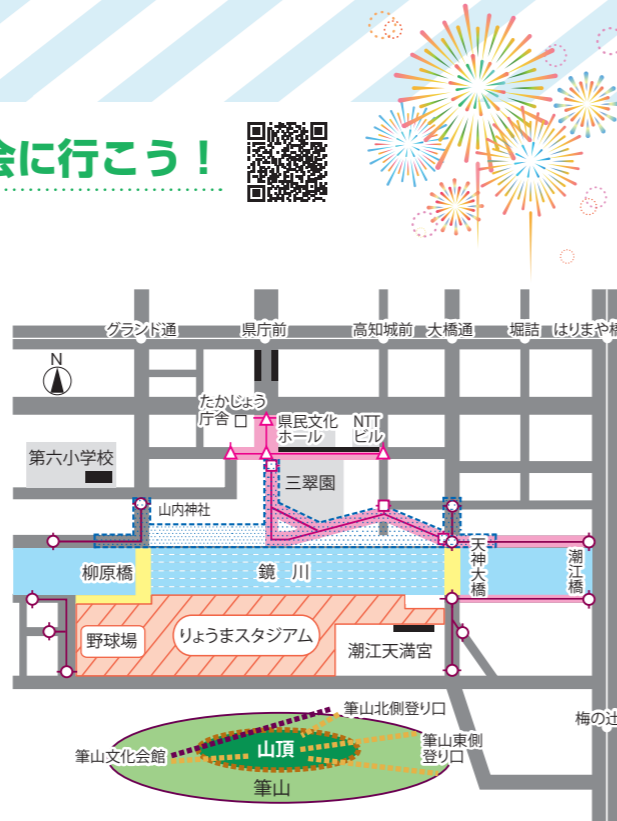 会に行こう！
グランド通
県庁前
高知城前
大橋通
堀詰
はりまや橋
N
たかじょう
庁舎
県民文化
ホール
NTT
ビル
第六小学校
三翠園
山内神社
柳原橋
鏡川
天神大橋
潮江橋
野球場
りょうまスタジアム
潮江天満宮
筆山北側登り口
梅の辻
筆山東側
登り口
筆山文化会館
山頂
筆山